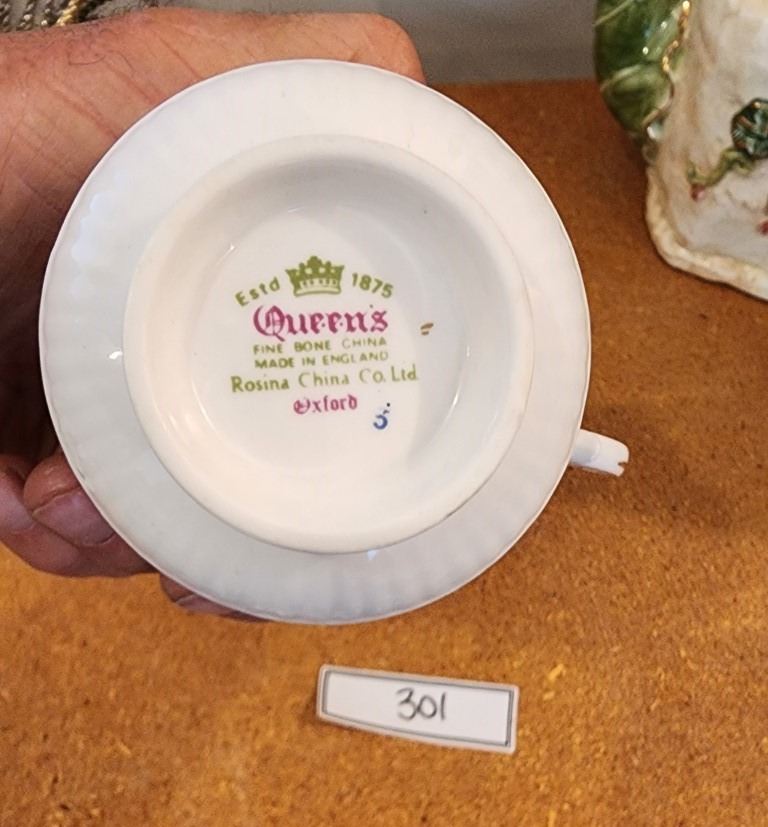 Estd 1875
Queen's
FINE BONE CHINA
MADE IN ENGLAND
Rosina China Co. Ltd.
Oxford
5
301